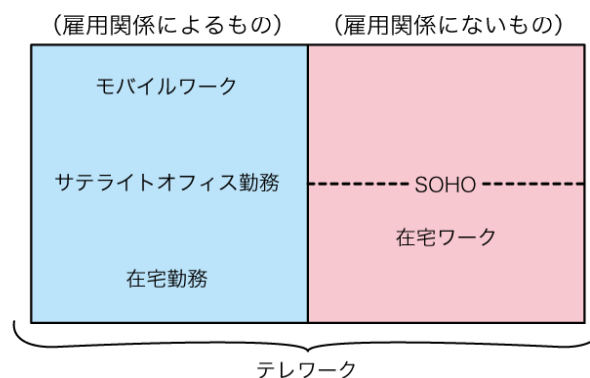 （雇用関係によるもの）
（雇用関係にないもの）
モバイルワーク
サテライトオフィス勤務
SOHO
在宅ワーク
在宅勤務
テレワーク